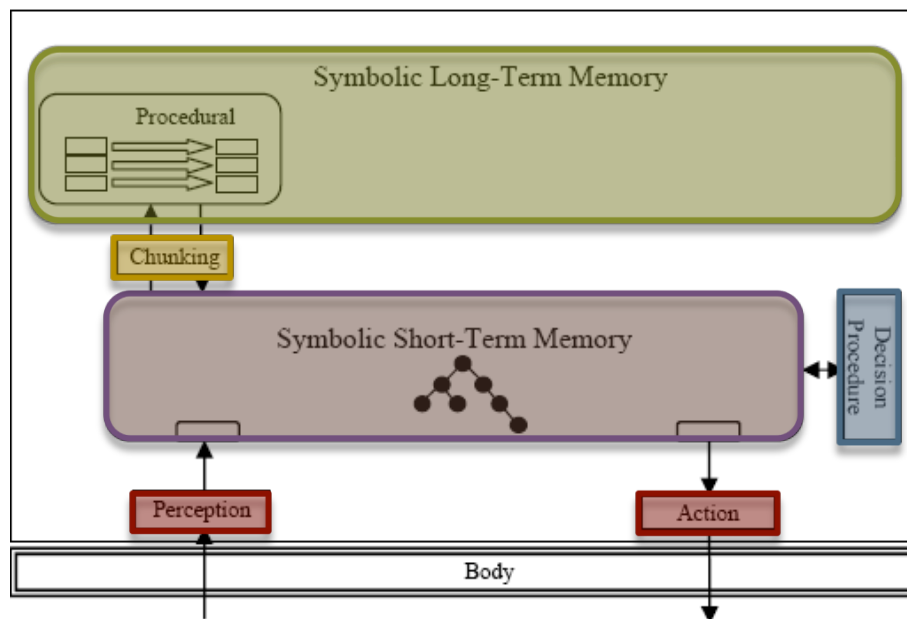 Symbolic Long-Term Memory
Procedural
Chunking
Symbolic Short-Term Memory
Decision
Procedure
Perception
Action
Body